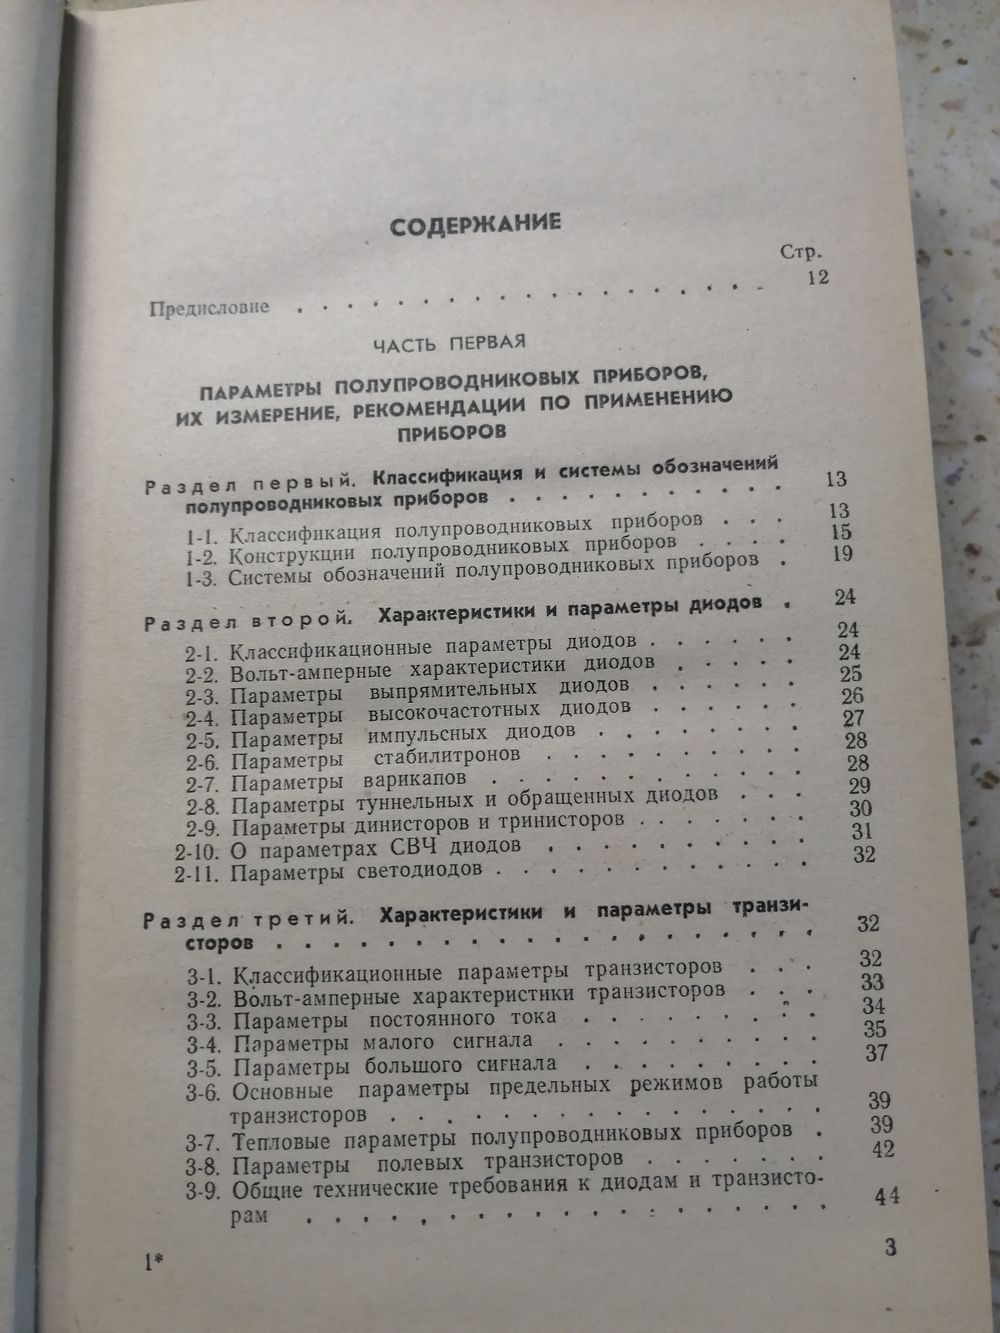 СОДЕРЖАНИЕ
Стр.
Предисловие . . . . . . . . . . . . . . . . . . . 12
ЧАСТЬ ПЕРВАЯ
ПАРАМЕТРЫ ПОЛУПРОВОДНИКОВЫХ ПРИБОРОВ,
ИХ ИЗМЕРЕНИЕ, РЕКОМЕНДАЦИИ ПО ПРИМЕНЕНИЮ
ПРИБОРОВ
Раздел первый. Классификация и системы обозначений
полупроводниковых приборов . . . . . . . . . . . 13
1-1. Классификация полупроводниковых приборов . . . 13
1-2. Конструкции полупроводниковых приборов . . . . 15
1-3. Системы обозначений полупроводниковых приборов . 19
Раздел второй. Характеристики и параметры диодов . 24
2-1. Классификационные параметры диодов . . . . . . 24
2-2. Вольт-амперные характеристики диодов . . . . . 24
2-3. Параметры выпрямительных диодов . . . . . . 25
2-4. Параметры высокочастотных диодов . . . . . . 26
2-5. Параметры импульсных диодов . . . . . . . . 27
2-6. Параметры стабилитронов . . . . . . . . . . 28
2-7. Параметры варикапов . . . . . . . . . . . . 28
2-8. Параметры туннельных и обращенных диодов . . . 29
2-9. Параметры динисторов и тринисторов . . . . . . . 30
2-10. О параметрах СВЧ диодов . . . . . . . . . . 31
2-11. Параметры светодиодов . . . . . . . . . . . . 32
Раздел третий. Характеристики и параметры транзи-
сторов . . . . . . . . . . . . . . . . . . . . 32
3-1. Классификационные параметры транзисторов . . . 32
3-2. Вольт-амперные характеристики транзисторов . . . 33
3-3. Параметры постоянного тока . . . . . . . . . 34
3-4. Параметры малого сигнала . . . . . . . . . . 35
3-5. Параметры большого сигнала . . . . . . . . . 37
3-6. Основные параметры предельных режимов работы
транзисторов . . . . . . . . . . . . . . . . 39
3-7. Тепловые параметры полупроводниковых приборов . 39
3-8. Параметры полевых транзисторов . . . . . . . 42
3-9. Общие технические требования к диодам и транзисто-
рам . . . . . . . . . . . . . . . . . . . 44
1*
3